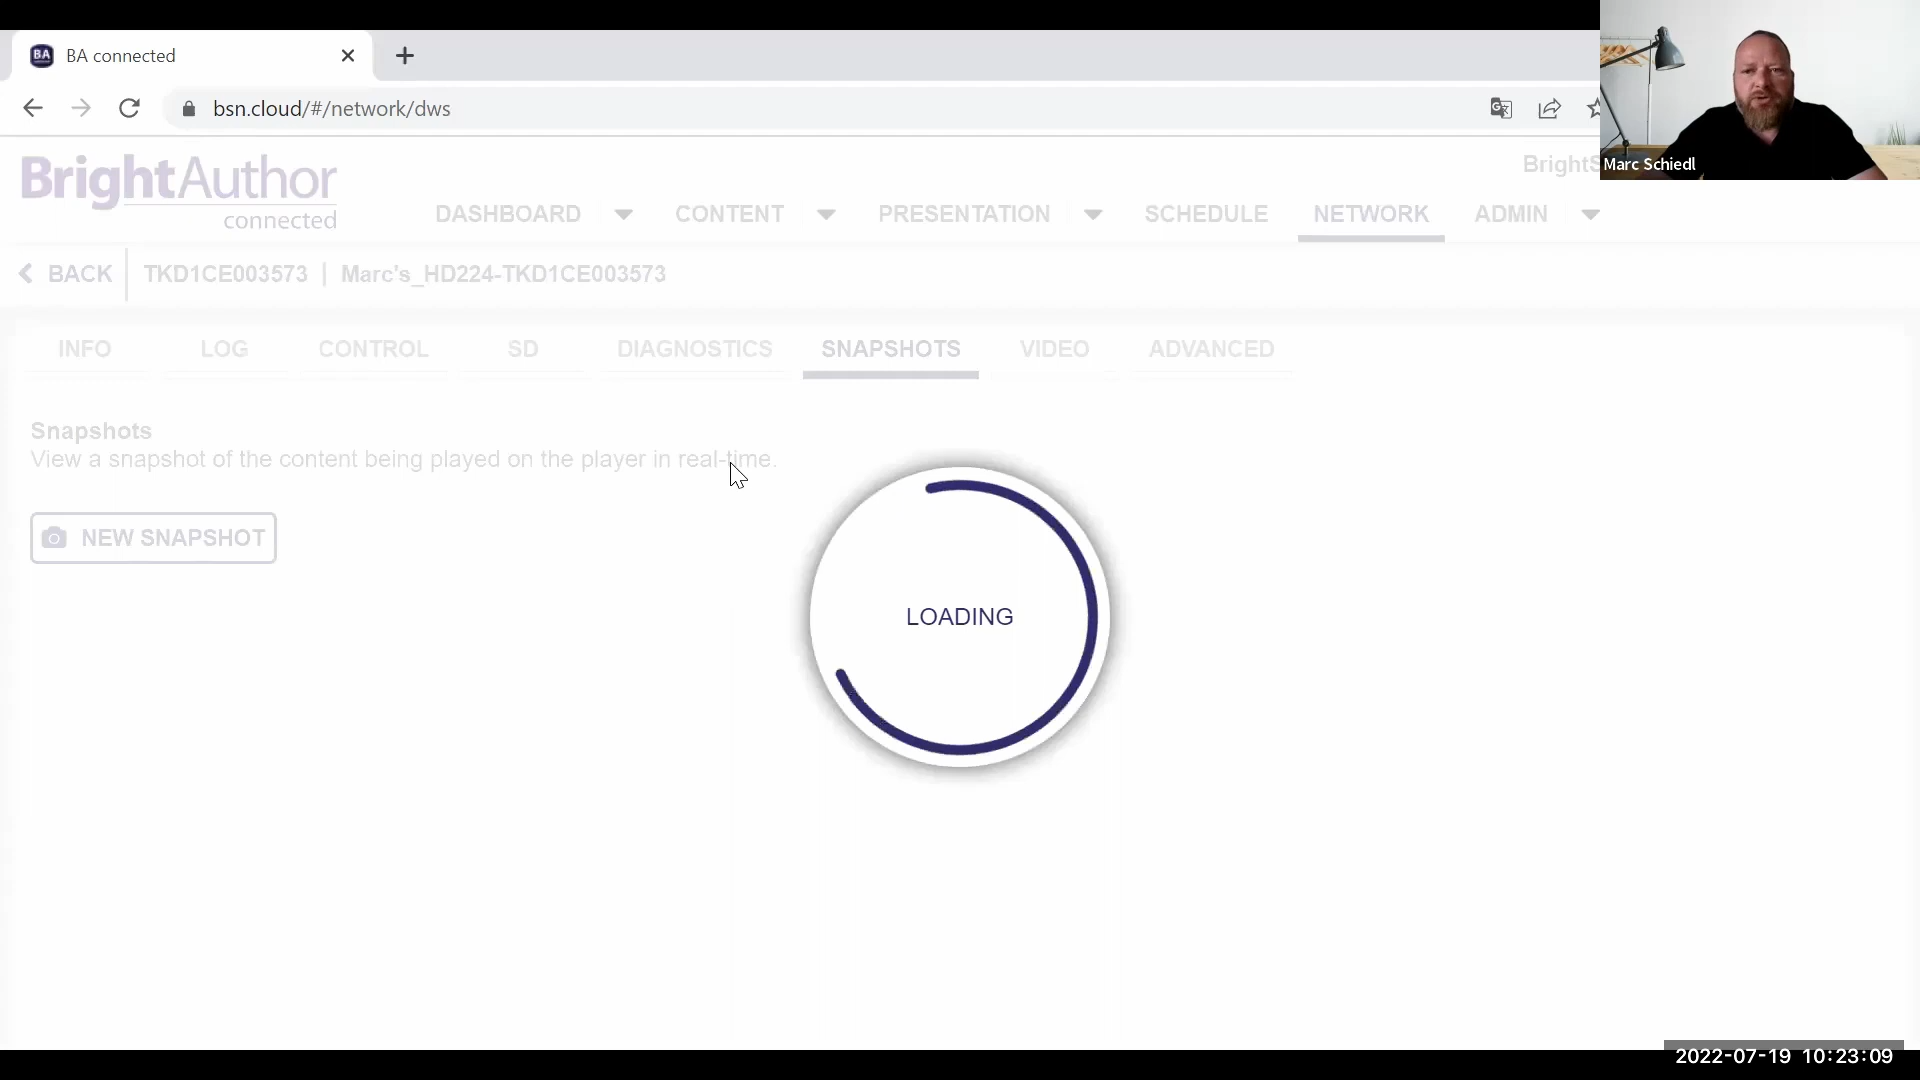 BA connected
bsn.cloud/#/network/dws
Marc Schiedl
BrightAuthor
connected
BrightS
DASHBOARD CONTENT PRESENTATION SCHEDULE NETWORK ADMIN
BACK TKD1CE003573 | Marc's_HD224-TKD1CE003573
INFO LOG CONTROL SD DIAGNOSTICS SNAPSHOTS VIDEO ADVANCED
Snapshots
View a snapshot of the content being played on the player in real-time.
NEW SNAPSHOT
LOADING
2022-07-19 10:23:09